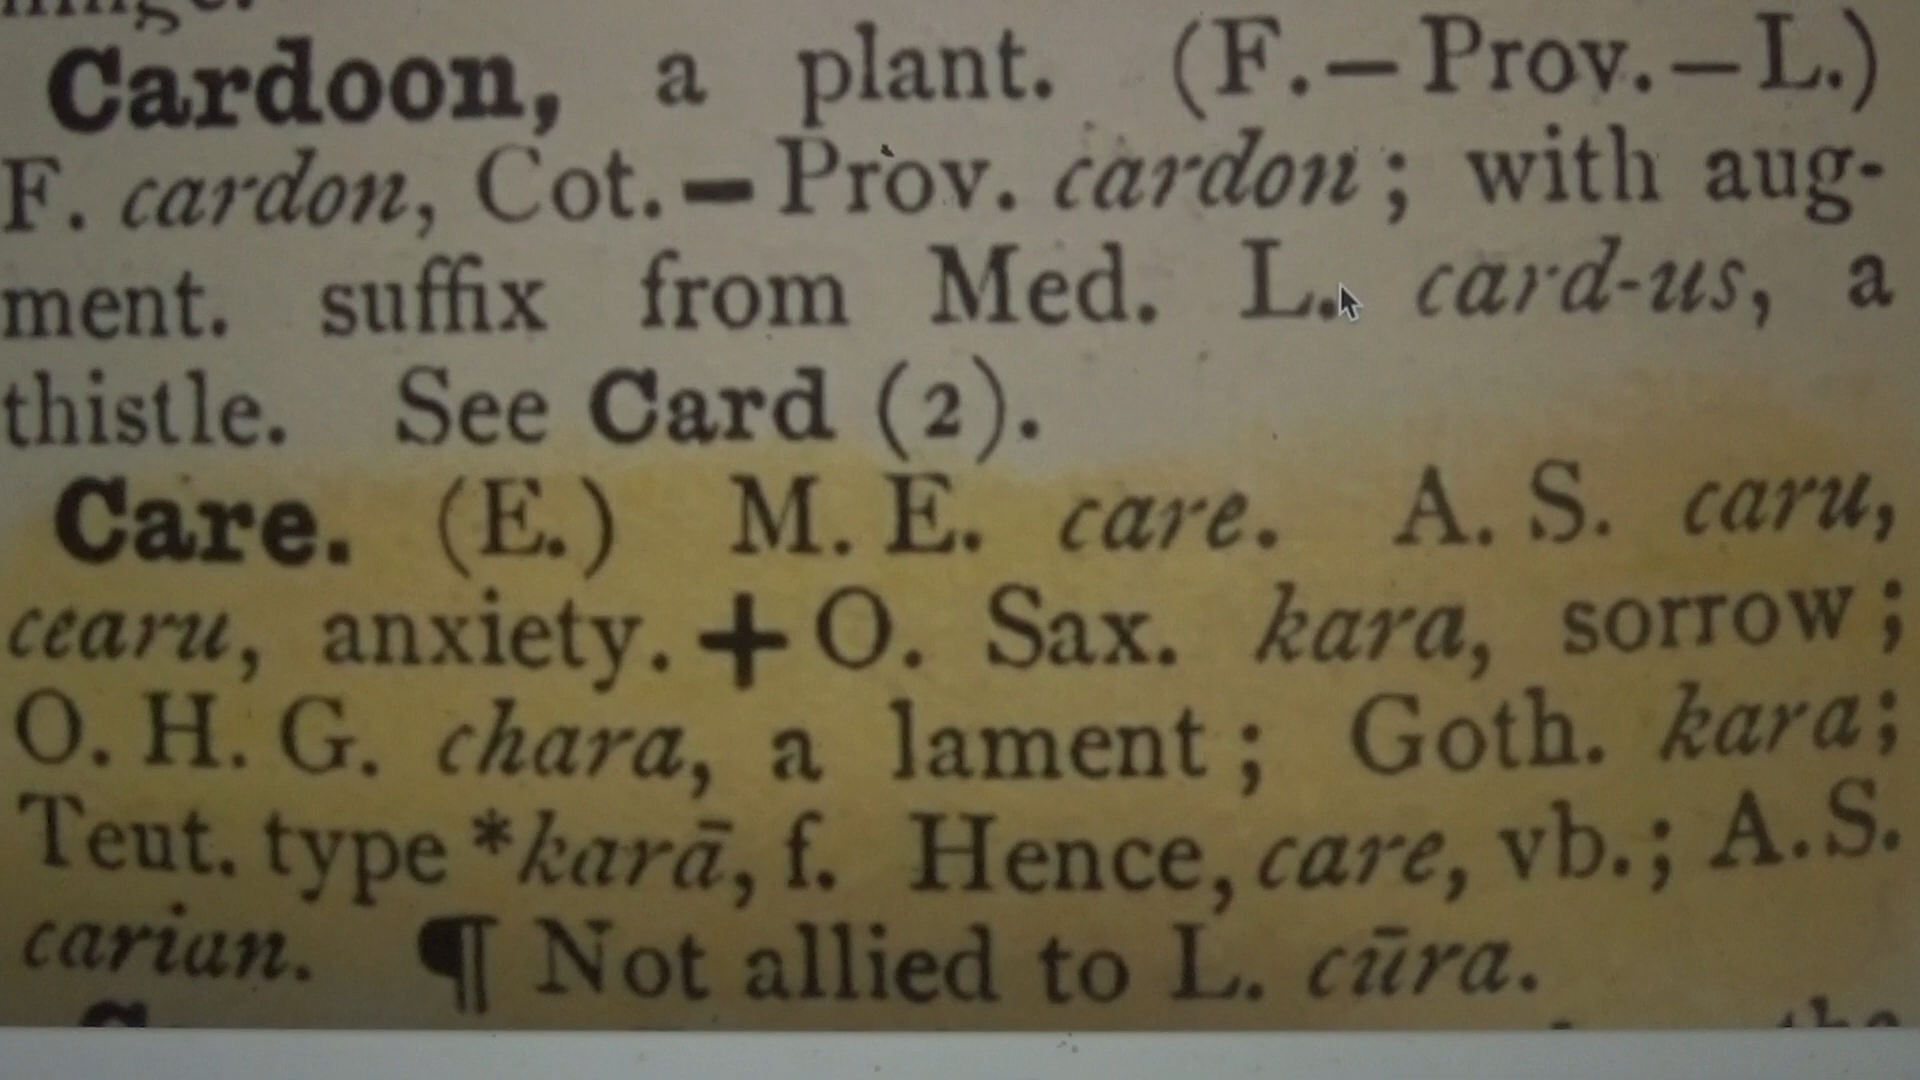 Cardoon, a plant. (F.–Prov.–L.)
F. cardon, Cot. – Prov. cardon; with aug-
ment. suffix from Med. L. card-us, a
thistle. See Card (2).
Care. (E.) M. E. care. A. S. caru,
cearu, anxiety. + O. Sax. kara, sorrow;
O. H. G. chara, a lament; Goth. kara;
Teut. type *karā, f. Hence, care, vb.; A.S.
carian. ¶ Not allied to L. cūra.